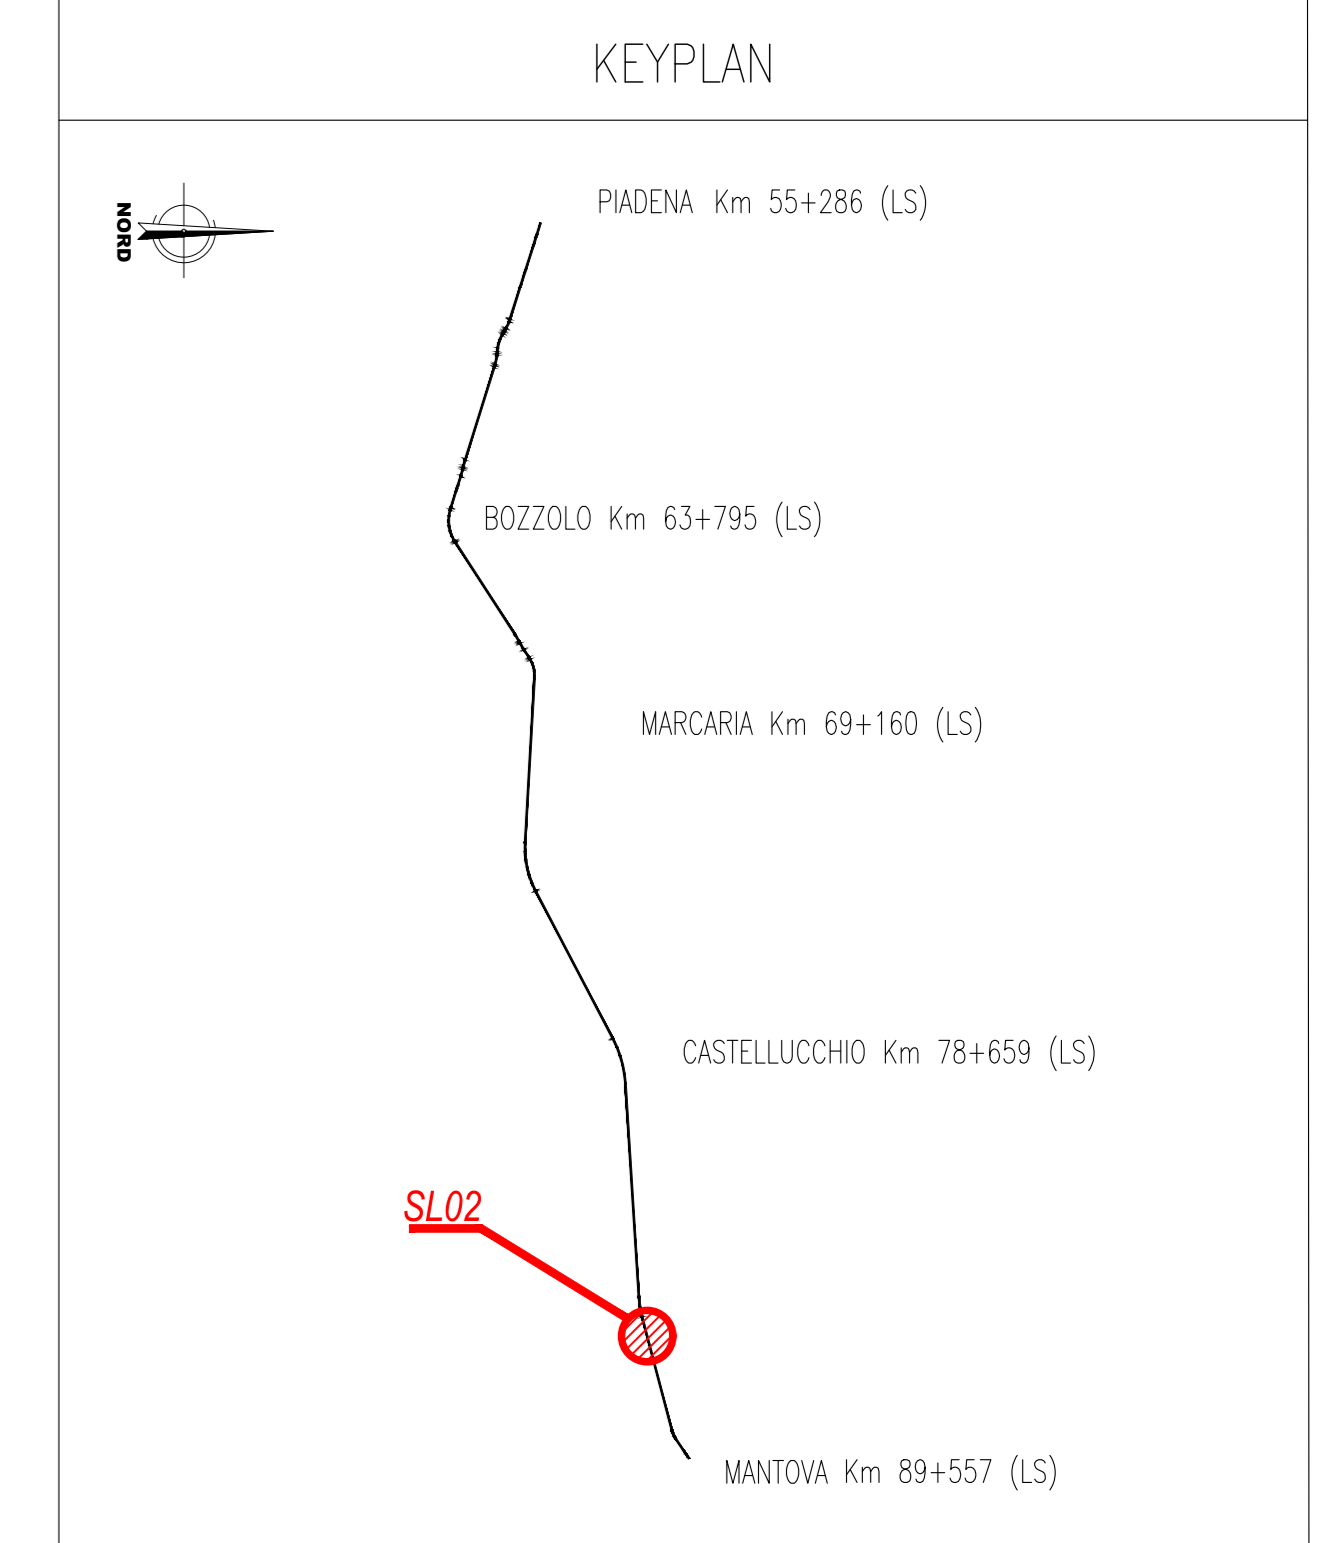 KEYPLAN
NORD
PIADENA Km 55+286 (LS)
BOZZOLO Km 63+795 (LS)
MARCARIA Km 69+160 (LS)
CASTELLUCCHIO Km 78+659 (LS)
SL02
MANTOVA Km 89+557 (LS)